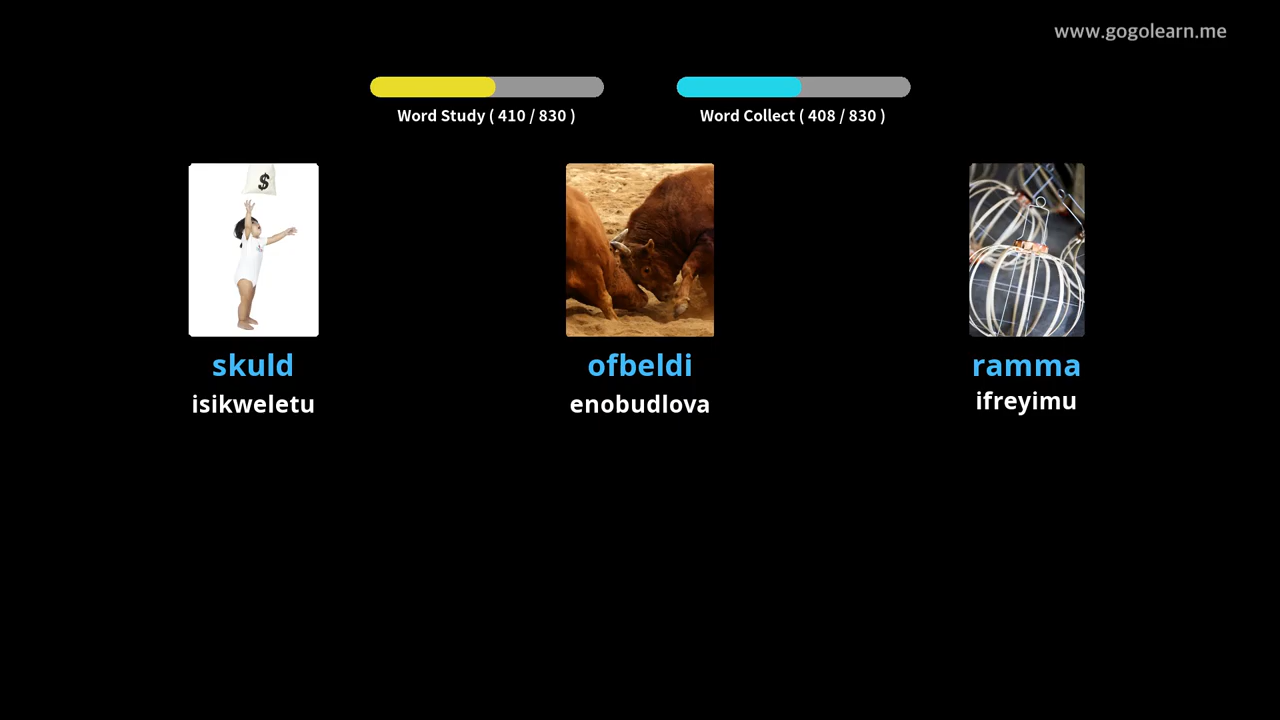 www.gogolearn.me
Word Study ( 410 / 830 )
Word Collect ( 408 / 830 )
$
skuld
ofbeldi
ramma
isikweletu
enobudlova
ifreyimu